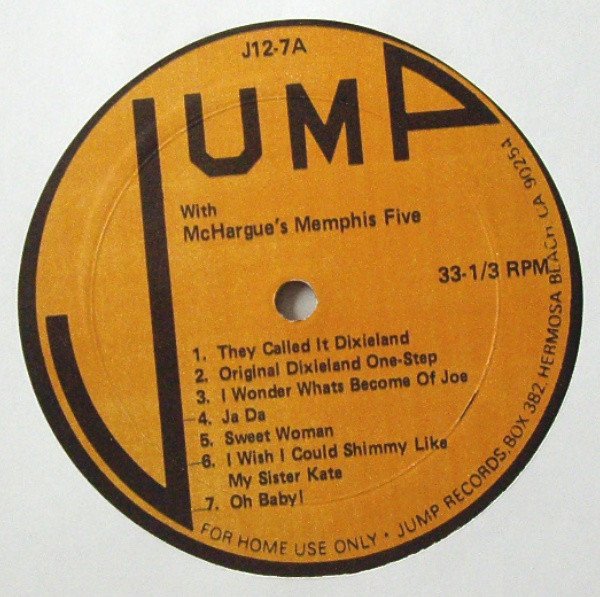 J12-7A
JUMP
With
McHargue's Memphis Five
33-1/3 RPM
1. They Called It Dixieland
2. Original Dixieland One-Step
3. I Wonder Whats Become Of Joe
4. Ja Da
5. Sweet Woman
6. I Wish I Could Shimmy Like
My Sister Kate
7. Oh Baby!
FOR HOME USE ONLY • JUMP RECORDS, BOX 382, HERMOSA BEACH, CA 90254